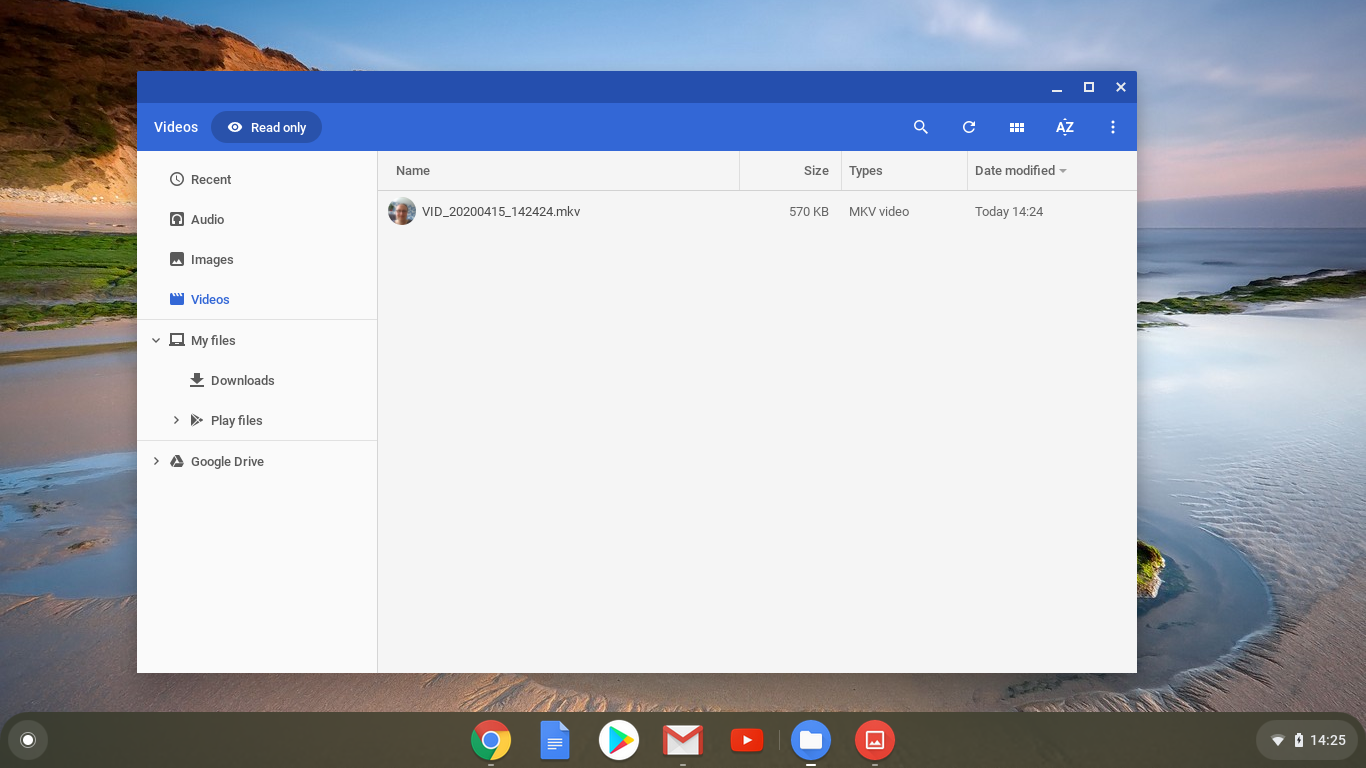 Videos
Read only
AZ
Recent
Audio
Images
Videos
My files
Downloads
Play files
Google Drive
Name Size Types Date modified
VID_20200415_142424.mkv 570 KB MKV video Today 14:24
14:25